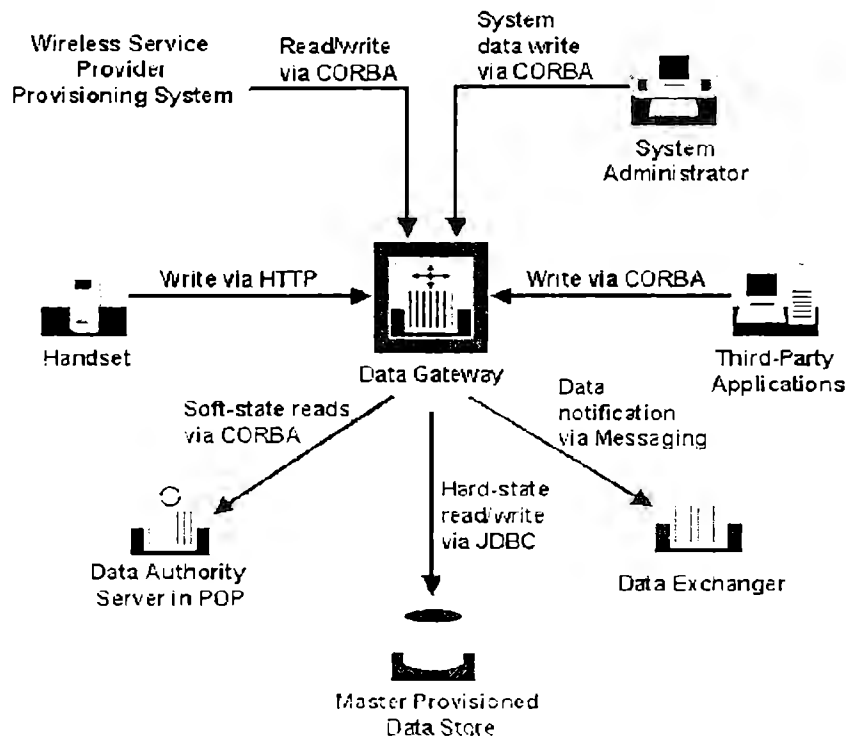 Wireless Service
Provider
Provisioning System
Read/write
via CORBA
System
data write
via CORBA
System
Administrator
Write via HTTP
Write via CORBA
Handset
Data Gateway
Third-Party
Applications
Soft-state reads
via CORBA
Data
notification
via Messaging
Hard-state
read/write
via JDBC
Data Authority
Server in POP
Data Exchanger
Master Provisioned
Data Store